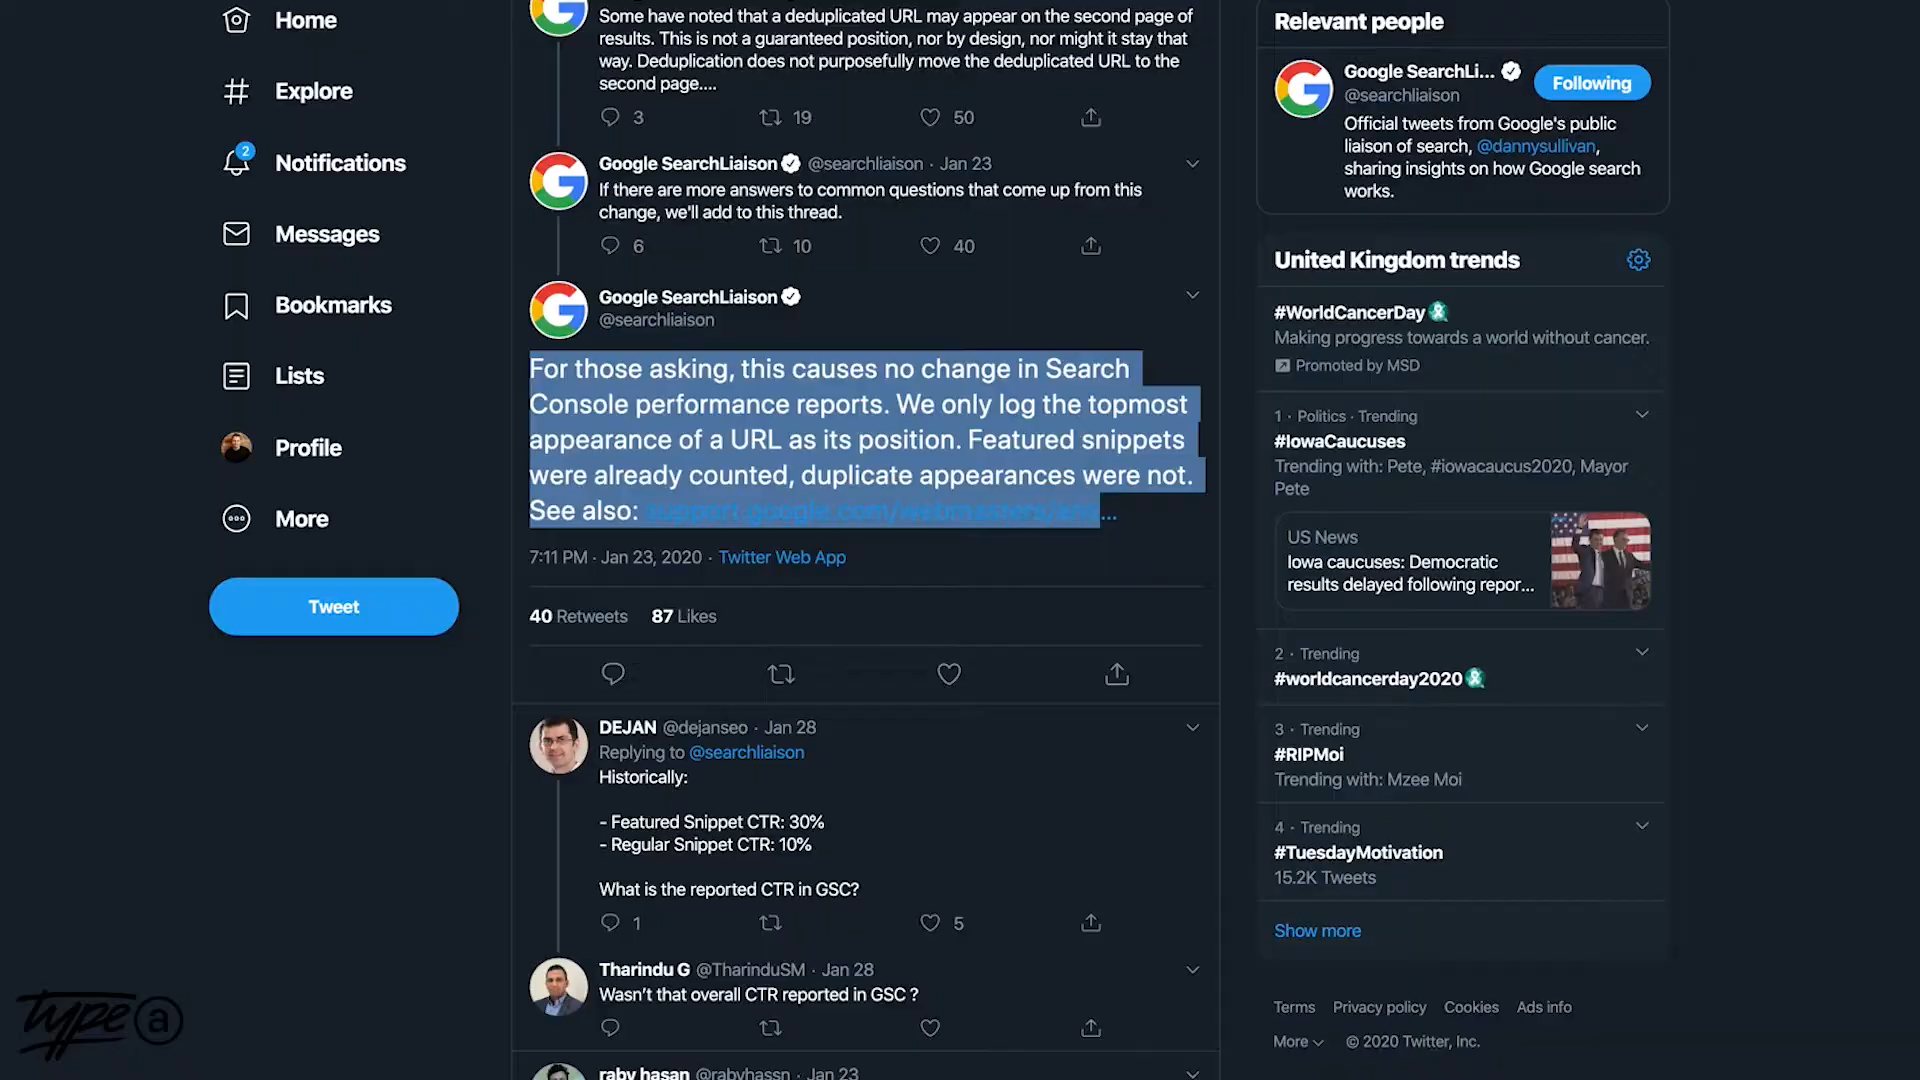 Home
Explore
2
Notifications
Messages
Bookmarks
Lists
Profile
More
Tweet
type a
Some have noted that a deduplicated URL may appear on the second page of
results. This is not a guaranteed position, nor by design, nor might it stay that
way. Deduplication does not purposefully move the deduplicated URL to the
second page....
3 19 50
Google SearchLiaison @searchliaison · Jan 23
If there are more answers to common questions that come up from this
change, we'll add to this thread.
6 10 40
Google SearchLiaison
@searchliaison
For those asking, this causes no change in Search
Console performance reports. We only log the topmost
appearance of a URL as its position. Featured snippets
were already counted, duplicate appearances were not.
See also: support.google.com/webmasters/ans...
7:11 PM · Jan 23, 2020 · Twitter Web App
40 Retweets 87 Likes
DEJAN @dejanseo · Jan 28
Replying to @searchliaison
Historically:
- Featured Snippet CTR: 30%
- Regular Snippet CTR: 10%
What is the reported CTR in GSC?
1 5
Tharindu G @TharinduSM · Jan 28
Wasn't that overall CTR reported in GSC ?
raby hasan @rabyhassn · Jan 23
Relevant people
Google SearchLi...
@searchliaison
Following
Official tweets from Google's public
liaison of search, @dannysullivan,
sharing insights on how Google search
works.
United Kingdom trends
#WorldCancerDay
Making progress towards a world without cancer.
Promoted by MSD
1 · Politics · Trending
#IowaCaucuses
Trending with: Pete, #iowacaucus2020, Mayor
Pete
US News
Iowa caucuses: Democratic
results delayed following repor...
2 · Trending
#worldcancerday2020
3 · Trending
#RIPMoi
Trending with: Mzee Moi
4 · Trending
#TuesdayMotivation
15.2K Tweets
Show more
Terms Privacy policy Cookies Ads info
More © 2020 Twitter, Inc.